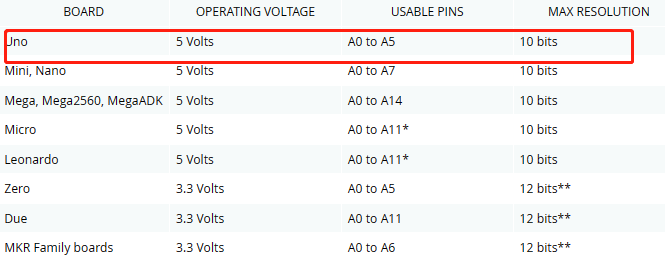 BOARD OPERATING VOLTAGE USABLE PINS MAX RESOLUTION
Uno 5 Volts A0 to A5 10 bits
Mini, Nano 5 Volts A0 to A7 10 bits
Mega, Mega2560, MegaADK 5 Volts A0 to A14 10 bits
Micro 5 Volts A0 to A11* 10 bits
Leonardo 5 Volts A0 to A11* 10 bits
Zero 3.3 Volts A0 to A5 12 bits**
Due 3.3 Volts A0 to A11 12 bits**
MKR Family boards 3.3 Volts A0 to A6 12 bits**